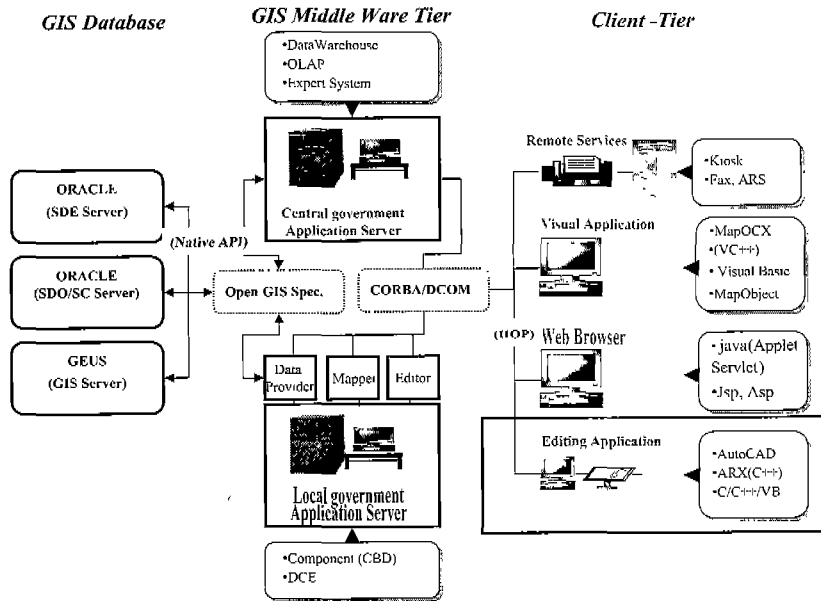 GIS Database
GIS Middle Ware Tier
Client -Tier
•DataWarehouse
•OLAP
•Expert System
Central government
Application Server
ORACLE
(SDE Server)
ORACLE
(SDO/SC Server)
GEUS
(GIS Server)
(Native API)
Open GIS Spec.
CORBA/DCOM
Data
Provider
Mapper
Editor
Local government
Application Server
•Component (CBD)
•DCE
(IIOP)
Remote Services
•Kiosk
•Fax, ARS
Visual Application
•MapOCX
•(VC++)
•Visual Basic
•MapObject
Web Browser
•java(Applet
Servlet)
•Jsp, Asp
Editing Application
•AutoCAD
•ARX(C++)
•C/C++/VB